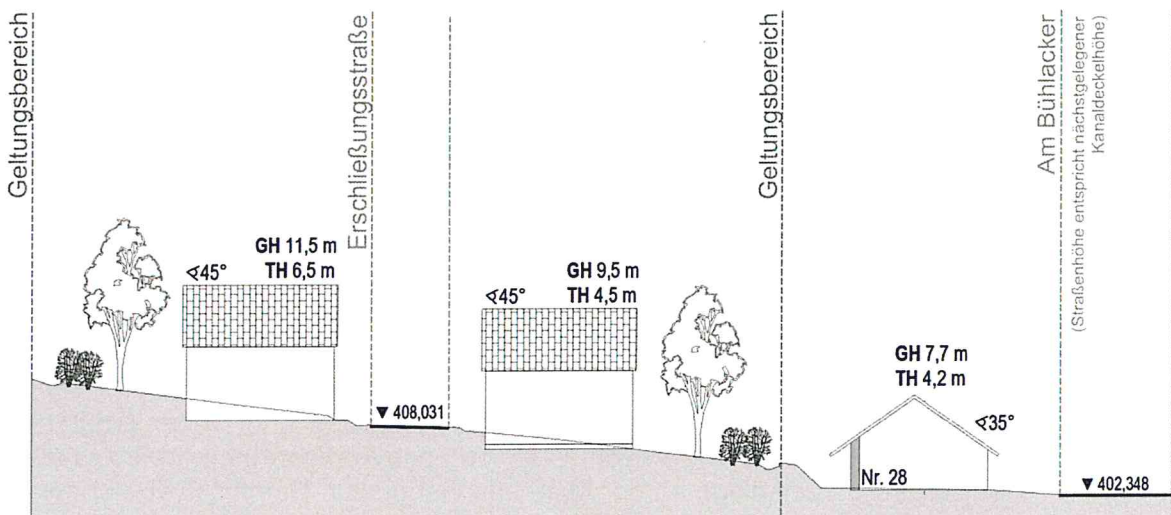 Geltungsbereich
Erschließungsstraße
Geltungsbereich
Am Bühlacker
(Straßenhöhe entspricht nächstgelegener
Kanaldeckelhöhe)
∢45°
GH 11,5 m
TH 6,5 m
▼ 408,031
∢45°
GH 9,5 m
TH 4,5 m
GH 7,7 m
TH 4,2 m
∢35°
Nr. 28
▼ 402,348